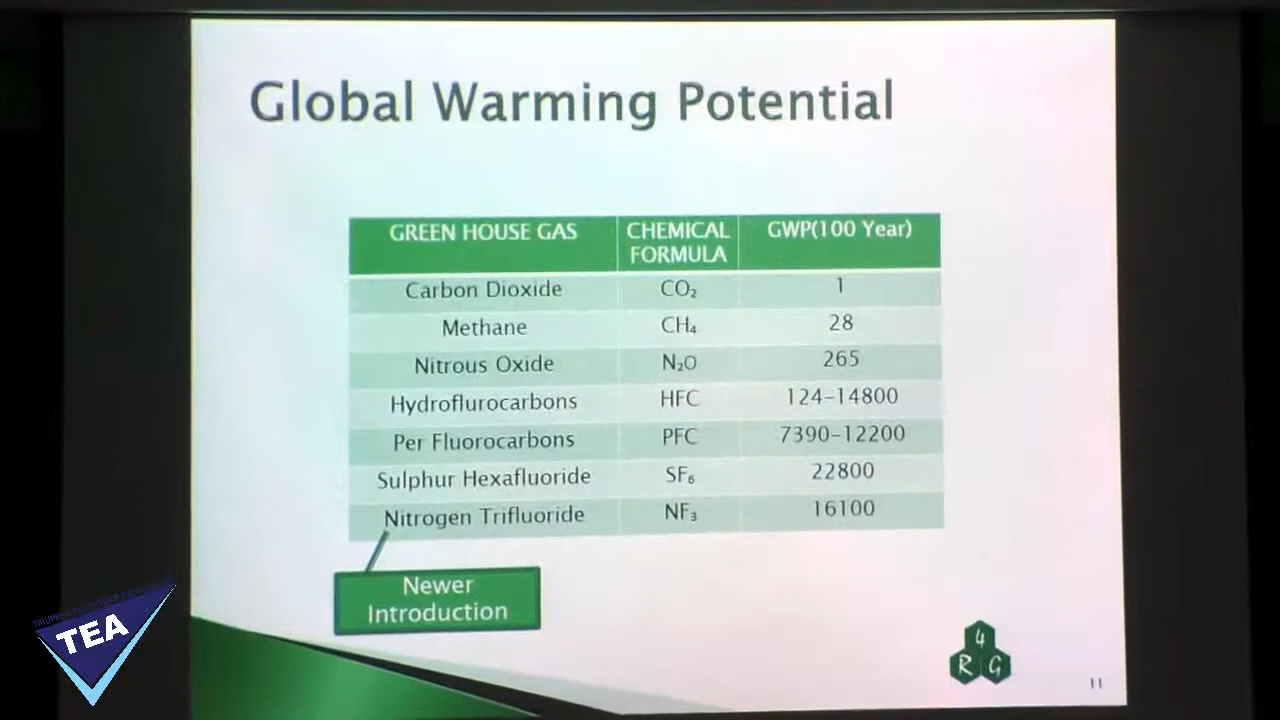 Global Warming Potential
GREEN HOUSE GAS CHEMICAL FORMULA GWP(100 Year)
Carbon Dioxide CO₂ 1
Methane CH₄ 28
Nitrous Oxide N₂O 265
Hydroflurocarbons HFC 124-14800
Per Fluorocarbons PFC 7390-12200
Sulphur Hexafluoride SF₆ 22800
Nitrogen Trifluoride NF₃ 16100
Newer
Introduction
TEA
4
R G
11